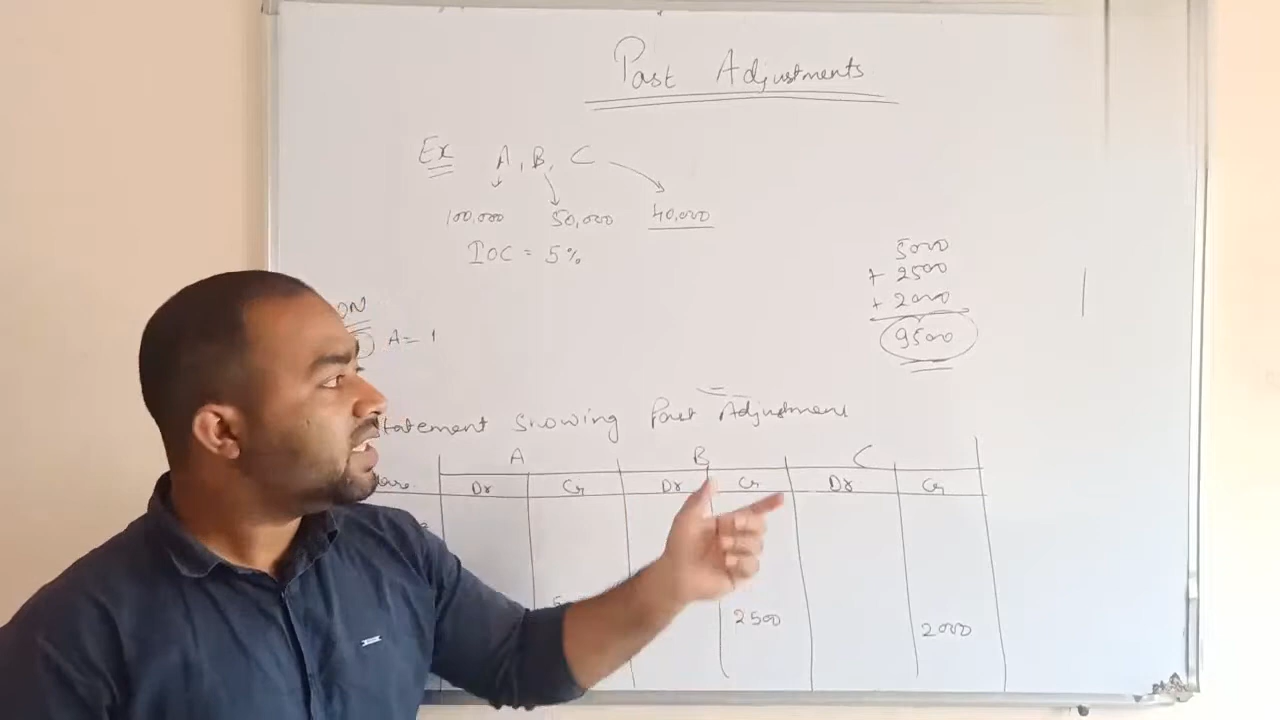 Past Adjustments
Ex A, B, C
100,000 50,000 40,000
IOC = 5%
5000
+ 2500
+ 2000
9500
A = 1
Statement Showing Past Adjustment
A B C
Dr Cr Dr Cr Dr Cr
2500
2000